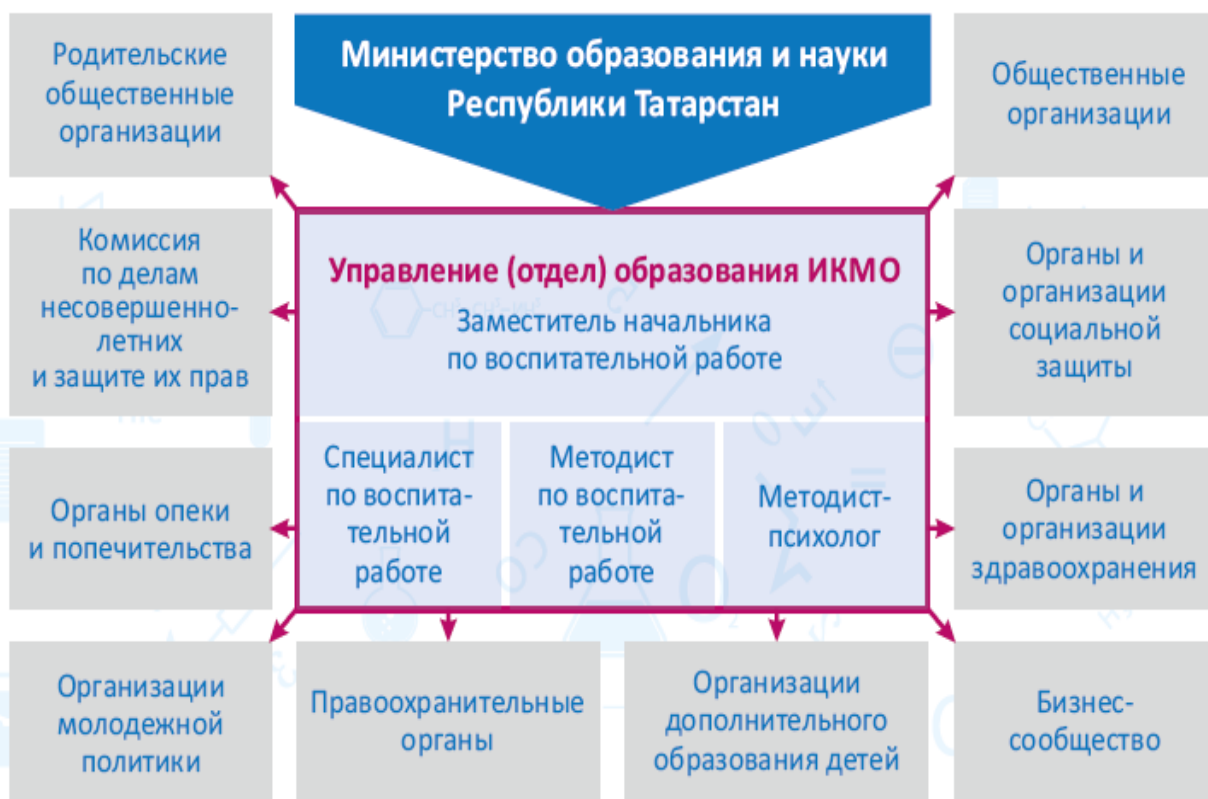 Родительские
общественные
организации
Министерство образования и науки
Республики Татарстан
Общественные
организации
Комиссия
по делам
несовершенно-
летних
и защите их прав
Управление (отдел) образования ИКМО
Заместитель начальника
по воспитательной работе
Органы и
организации
социальной
защиты
Органы опеки
и попечительства
Специалист
по воспита-
тельной
работе
Методист
по воспита-
тельной
работе
Методист-
психолог
Органы и
организации
здравоохранения
Организации
молодежной
политики
Правоохранительные
органы
Организации
дополнительного
образования детей
Бизнес-
сообщество